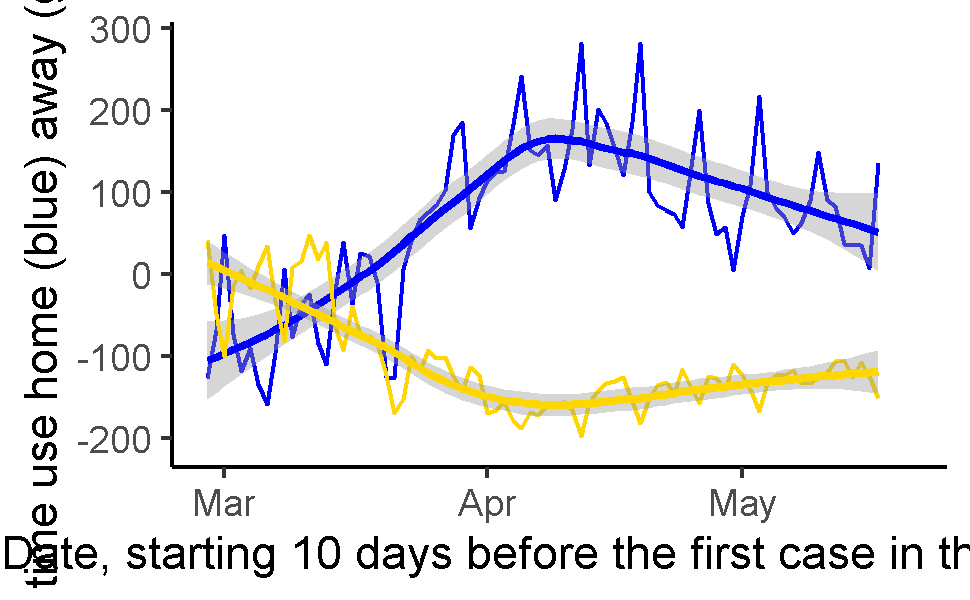 time use home (blue) away (
300
200
100
0
-100
-200
Mar Apr May
Date, starting 10 days before the first case in th